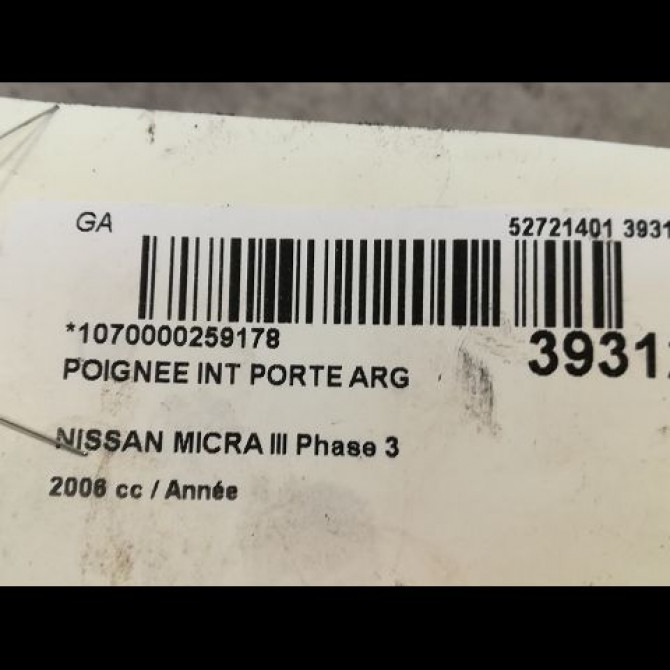 GA
52721401 3931
*1070000259178
3931
POIGNEE INT PORTE ARG
NISSAN MICRA III Phase 3
2006 cc / Année